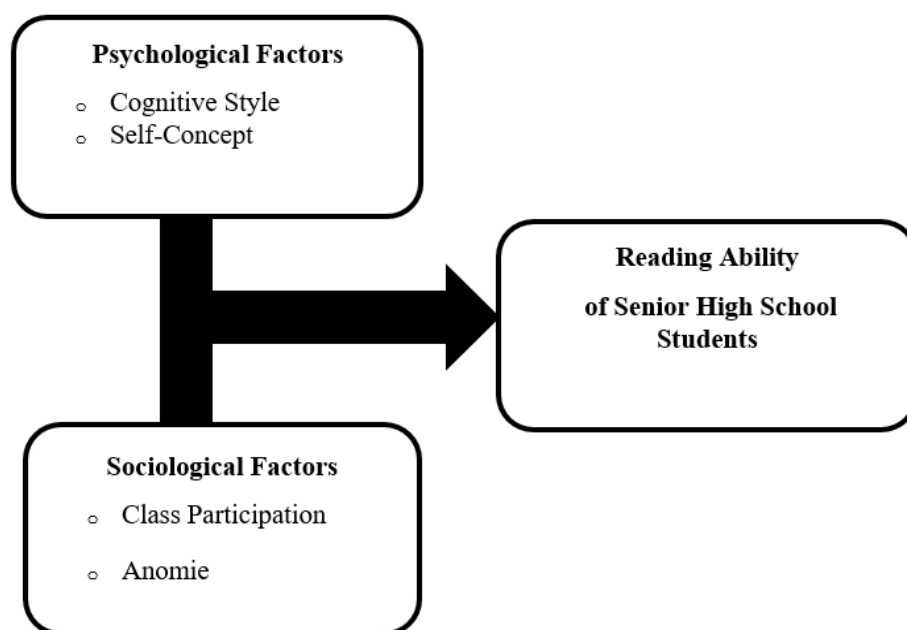 Psychological Factors
Cognitive Style
Self-Concept
Reading Ability
of Senior High School
Students
Sociological Factors
Class Participation
Anomie